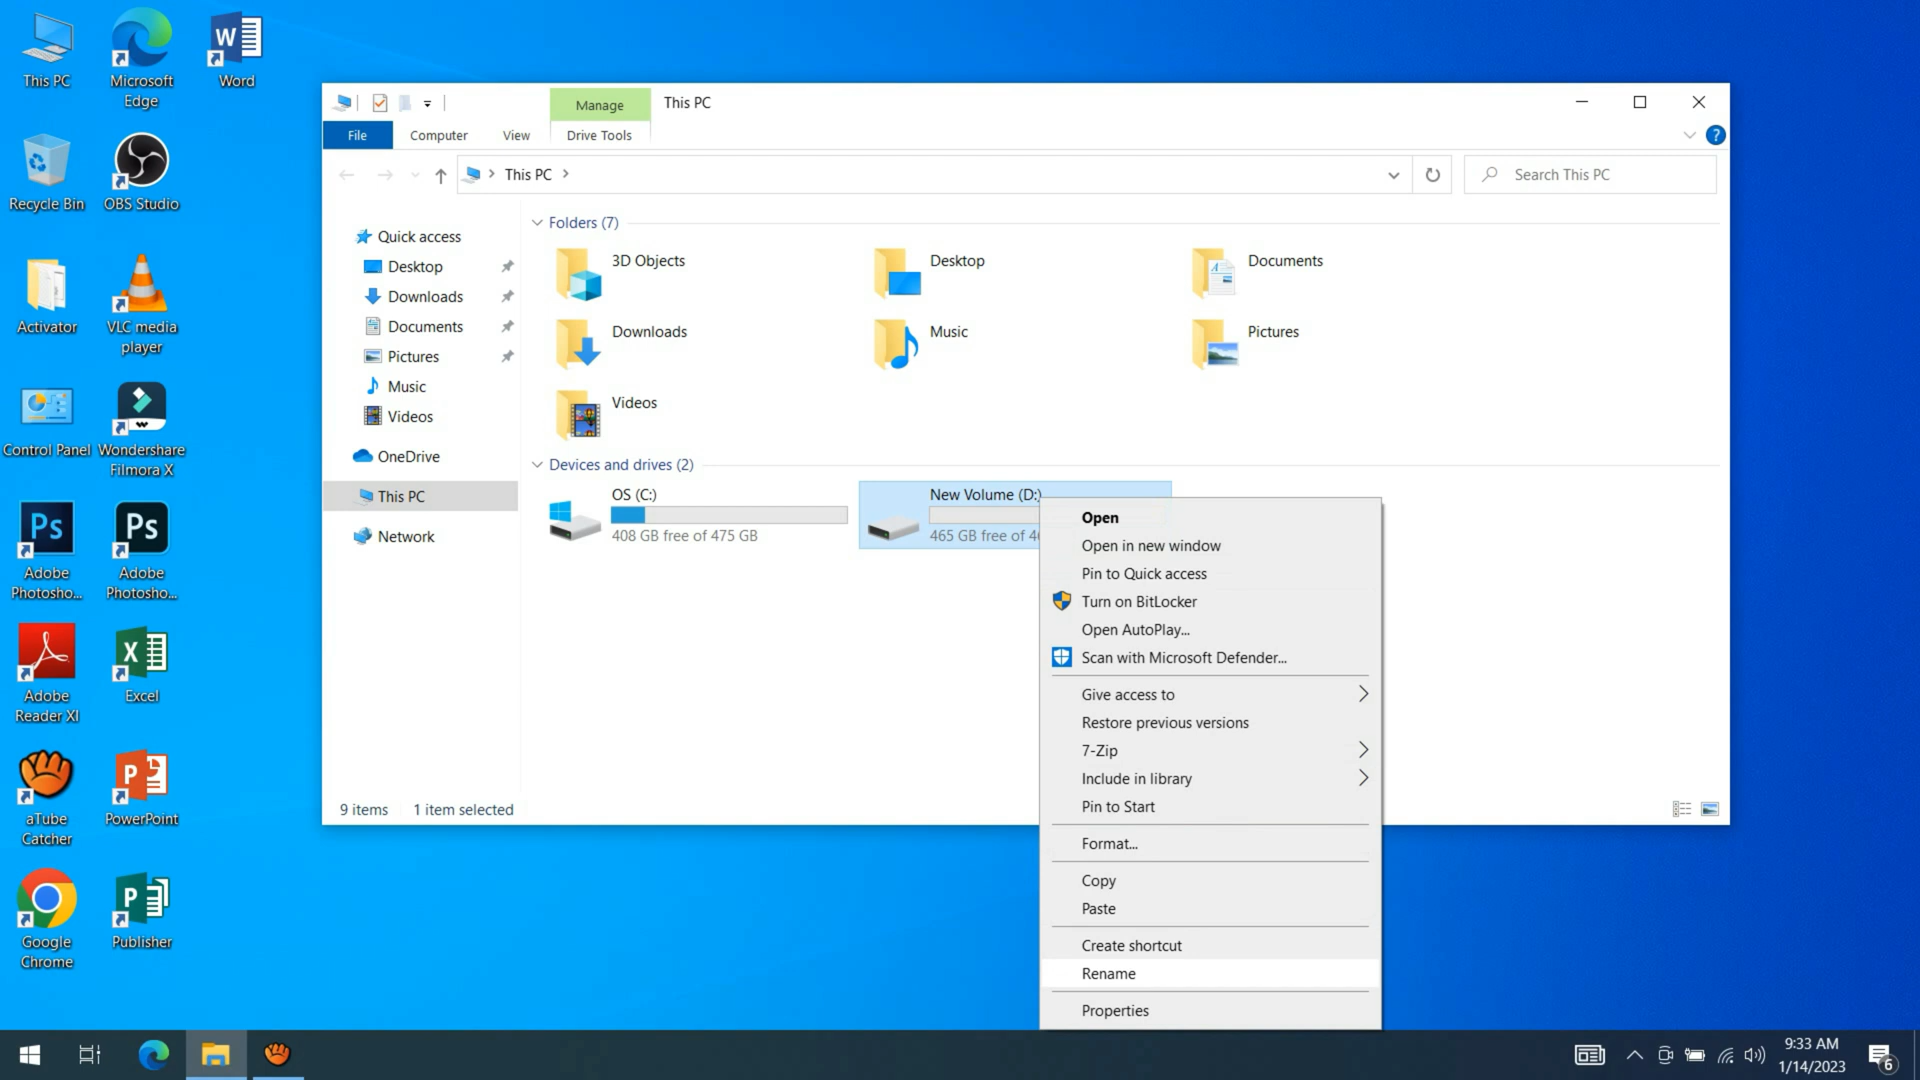 This PC
Microsoft
Edge
Word
Recycle Bin
OBS Studio
Activator
VLC media
player
Control Panel
Wondershare
Filmora X
Adobe
Photosho...
Adobe
Photosho...
Adobe
Reader XI
Excel
aTube
Catcher
PowerPoint
Google
Chrome
Publisher
Manage
This PC
File
Computer
View
Drive Tools
This PC
Search This PC
Quick access
Desktop
Downloads
Documents
Pictures
Music
Videos
OneDrive
This PC
Network
Folders (7)
3D Objects
Desktop
Documents
Downloads
Music
Pictures
Videos
Devices and drives (2)
OS (C:)
408 GB free of 475 GB
New Volume (D:)
465 GB free of
9 items
1 item selected
Open
Open in new window
Pin to Quick access
Turn on BitLocker
Open AutoPlay...
Scan with Microsoft Defender...
Give access to
Restore previous versions
7-Zip
Include in library
Pin to Start
Format...
Copy
Paste
Create shortcut
Rename
Properties
9:33 AM
1/14/2023
6